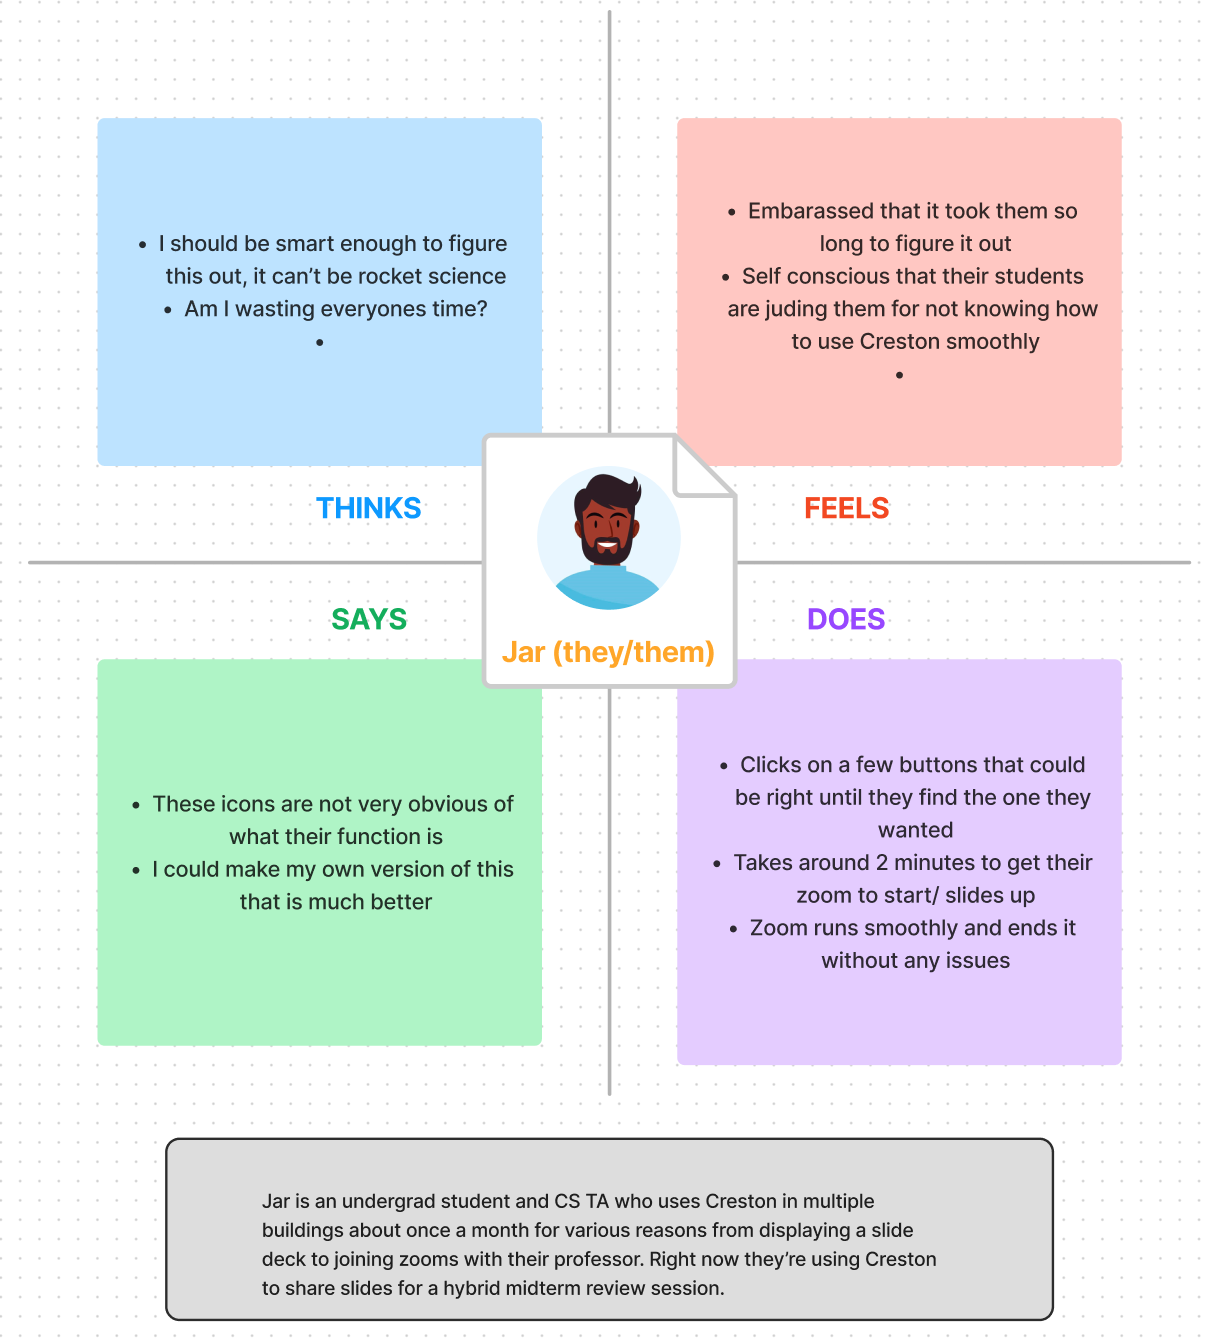 • I should be smart enough to figure
this out, it can’t be rocket science
• Am I wasting everyones time?
•
THINKS
• Embarassed that it took them so
long to figure it out
• Self conscious that their students
are juding them for not knowing how
to use Creston smoothly
•
FEELS
Jar (they/them)
SAYS
• These icons are not very obvious of
what their function is
• I could make my own version of this
that is much better
DOES
• Clicks on a few buttons that could
be right until they find the one they
wanted
• Takes around 2 minutes to get their
zoom to start/ slides up
• Zoom runs smoothly and ends it
without any issues
Jar is an undergrad student and CS TA who uses Creston in multiple
buildings about once a month for various reasons from displaying a slide
deck to joining zooms with their professor. Right now they’re using Creston
to share slides for a hybrid midterm review session.